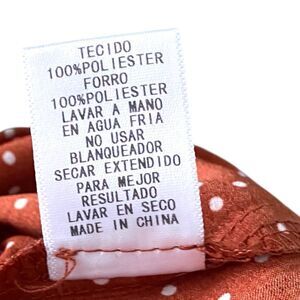 TECIDO
100%POLIESTER
FORRO
100%POLIESTER
LAVAR A MANO
EN AGUA FRIA
NO USAR
BLANQUEADOR
SECAR EXTENDIDO
PARA MEJOR
RESULTADO
LAVAR EN SECO
MADE IN CHINA